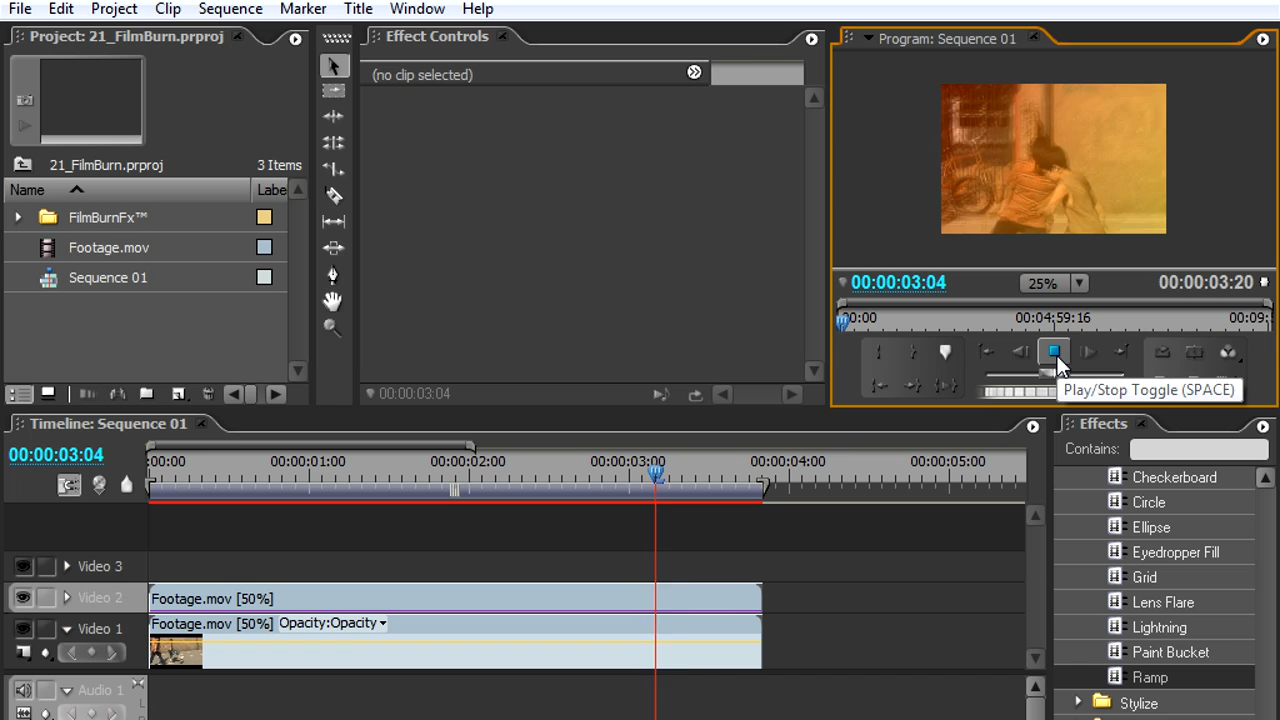 File Edit Project Clip Sequence Marker Title Window Help
Project: 21_FilmBurn.prproj
21_FilmBurn.prproj 3 Items
Name Labe
FilmBurnFx™
Footage.mov
Sequence 01
Effect Controls
(no clip selected)
00:00:03:04
Program: Sequence 01
00:00:03:04 25% 00:00:03:20
00:00 00:04:59:16 00:09:
Play/Stop Toggle (SPACE)
Timeline: Sequence 01
00:00:03:04
:00:00 00:00:01:00 00:00:02:00 00:00:03:00 00:00:04:00 00:00:05:00
Video 3
Video 2
Footage.mov [50%]
Video 1
Footage.mov [50%] Opacity:Opacity
Audio 1
Effects
Contains:
Checkerboard
Circle
Ellipse
Eyedropper Fill
Grid
Lens Flare
Lightning
Paint Bucket
Ramp
Stylize